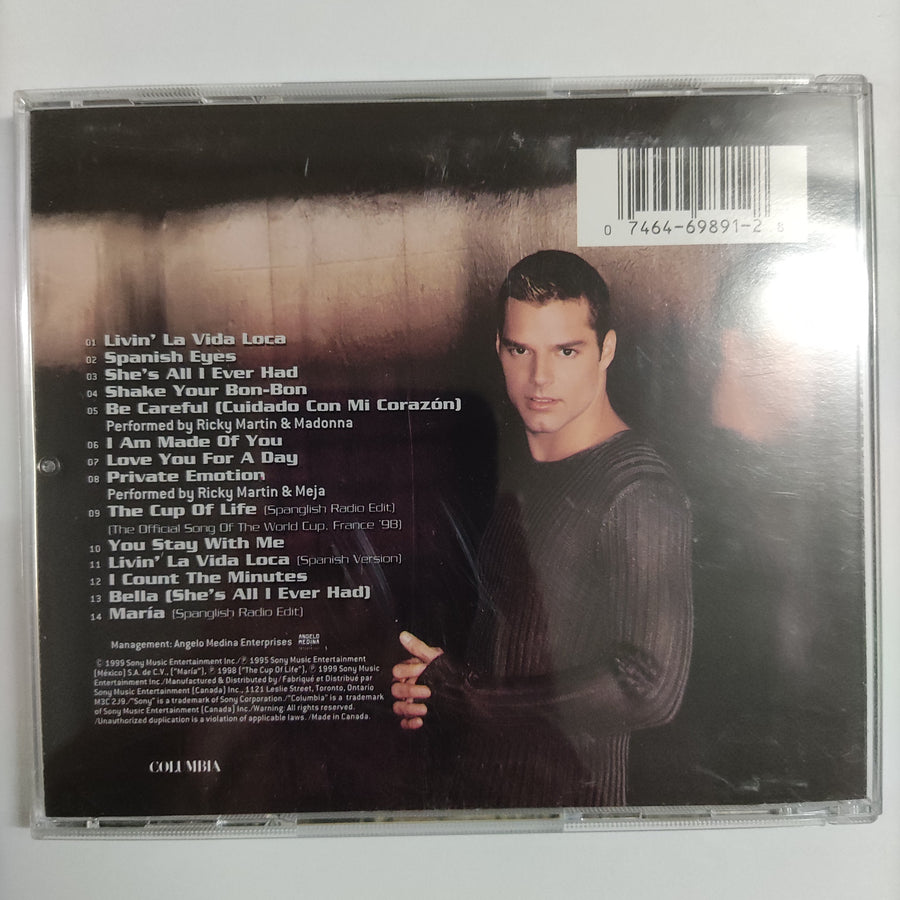 0 7464-69891-2 8
01 Livin' La Vida Loca
02 Spanish Eyes
03 She's All I Ever Had
04 Shake Your Bon-Bon
05 Be Careful (Cuidado Con Mi Corazón)
Performed by Ricky Martin & Madonna
06 I Am Made Of You
07 Love You For A Day
08 Private Emotion
Performed by Ricky Martin & Meja
09 The Cup Of Life (Spanglish Radio Edit)
(The Official Song Of The World Cup, France '98)
10 You Stay With Me
11 Livin' La Vida Loca (Spanish Version)
12 I Count The Minutes
13 Bella (She's All I Ever Had)
14 María (Spanglish Radio Edit)
Management: Angelo Medina Enterprises ANGELO MEDINA
© 1999 Sony Music Entertainment Inc./℗ 1995 Sony Music Entertainment
(México) S.A. de C.V., ("María"), ℗ 1998 ("The Cup Of Life"), ℗ 1999 Sony Music
Entertainment Inc./Manufactured & Distributed by/Fabriqué et Distribué par
Sony Music Entertainment (Canada) Inc., 1121 Leslie Street, Toronto, Ontario
M3C 2J9./"Sony" is a trademark of Sony Corporation./"Columbia" is a trademark
of Sony Music Entertainment (Canada) Inc./Warning: All rights reserved.
/Unauthorized duplication is a violation of applicable laws. /Made in Canada.
COLUMBIA